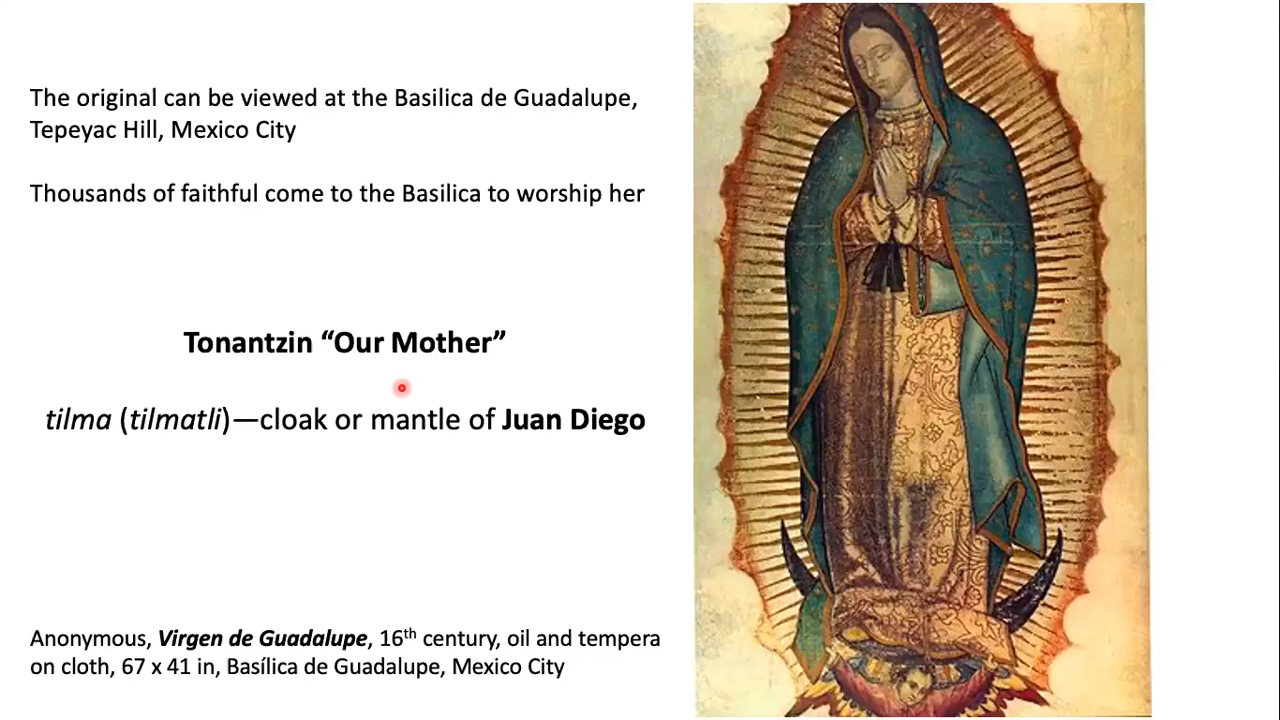 The original can be viewed at the Basilica de Guadalupe,
Tepeyac Hill, Mexico City
Thousands of faithful come to the Basilica to worship her
Tonantzin “Our Mother”
tilma (tilmatli)—cloak or mantle of Juan Diego
Anonymous, Virgen de Guadalupe, 16th century, oil and tempera
on cloth, 67 x 41 in, Basílica de Guadalupe, Mexico City